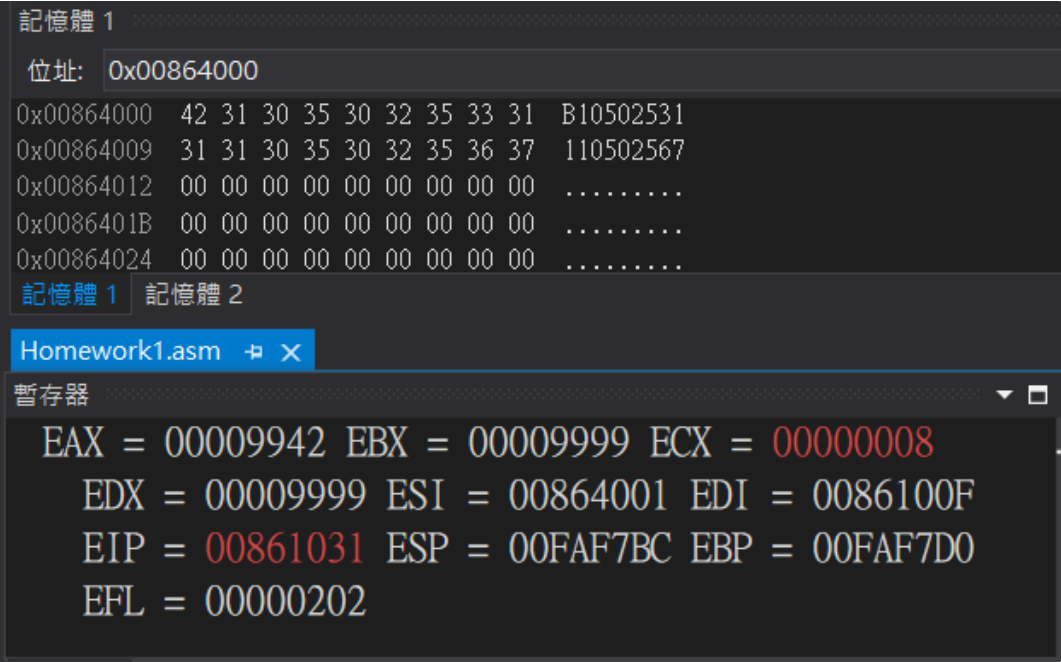 記憶體 1
位址: 0x00864000
0x00864000 42 31 30 35 30 32 35 33 31 B10502531
0x00864009 31 31 30 35 30 32 35 36 37 110502567
0x00864012 00 00 00 00 00 00 00 00 00 .........
0x0086401B 00 00 00 00 00 00 00 00 00 .........
0x00864024 00 00 00 00 00 00 00 00 00 .........
記憶體 1 記憶體 2
Homework1.asm
暫存器
EAX = 00009942 EBX = 00009999 ECX = 00000008
EDX = 00009999 ESI = 00864001 EDI = 0086100F
EIP = 00861031 ESP = 00FAF7BC EBP = 00FAF7D0
EFL = 00000202